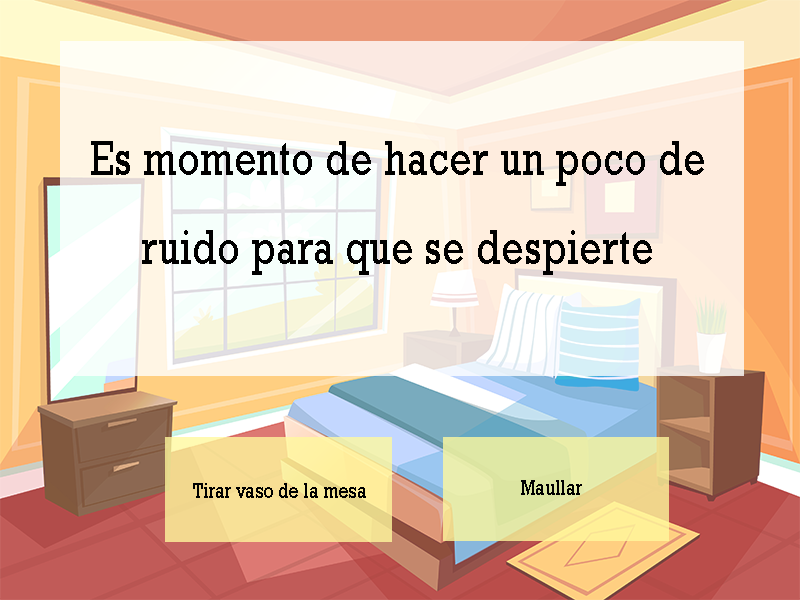 Es momento de hacer un poco de
ruido para que se despierte
Tirar vaso de la mesa
Maullar